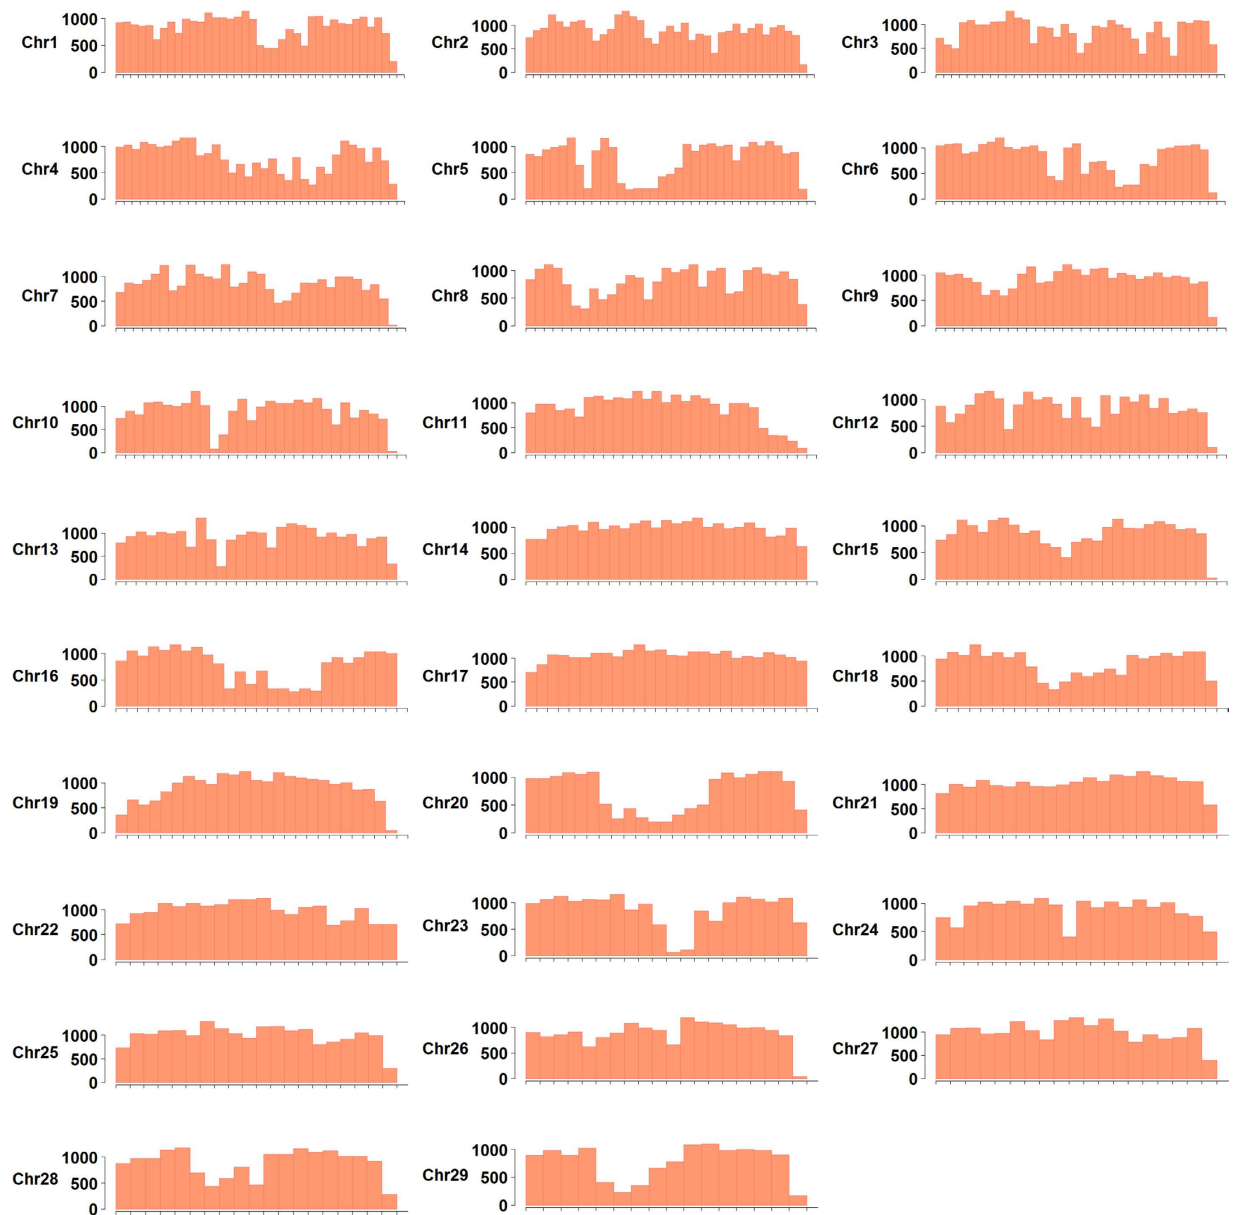 Chr1 1000 500 0
Chr2 1000 500 0
Chr3 1000 500 0
Chr4 1000 500 0
Chr5 1000 500 0
Chr6 1000 500 0
Chr7 1000 500 0
Chr8 1000 500 0
Chr9 1000 500 0
Chr10 1000 500 0
Chr11 1000 500 0
Chr12 1000 500 0
Chr13 1000 500 0
Chr14 1000 500 0
Chr15 1000 500 0
Chr16 1000 500 0
Chr17 1000 500 0
Chr18 1000 500 0
Chr19 1000 500 0
Chr20 1000 500 0
Chr21 1000 500 0
Chr22 1000 500 0
Chr23 1000 500 0
Chr24 1000 500 0
Chr25 1000 500 0
Chr26 1000 500 0
Chr27 1000 500 0
Chr28 1000 500 0
Chr29 1000 500 0